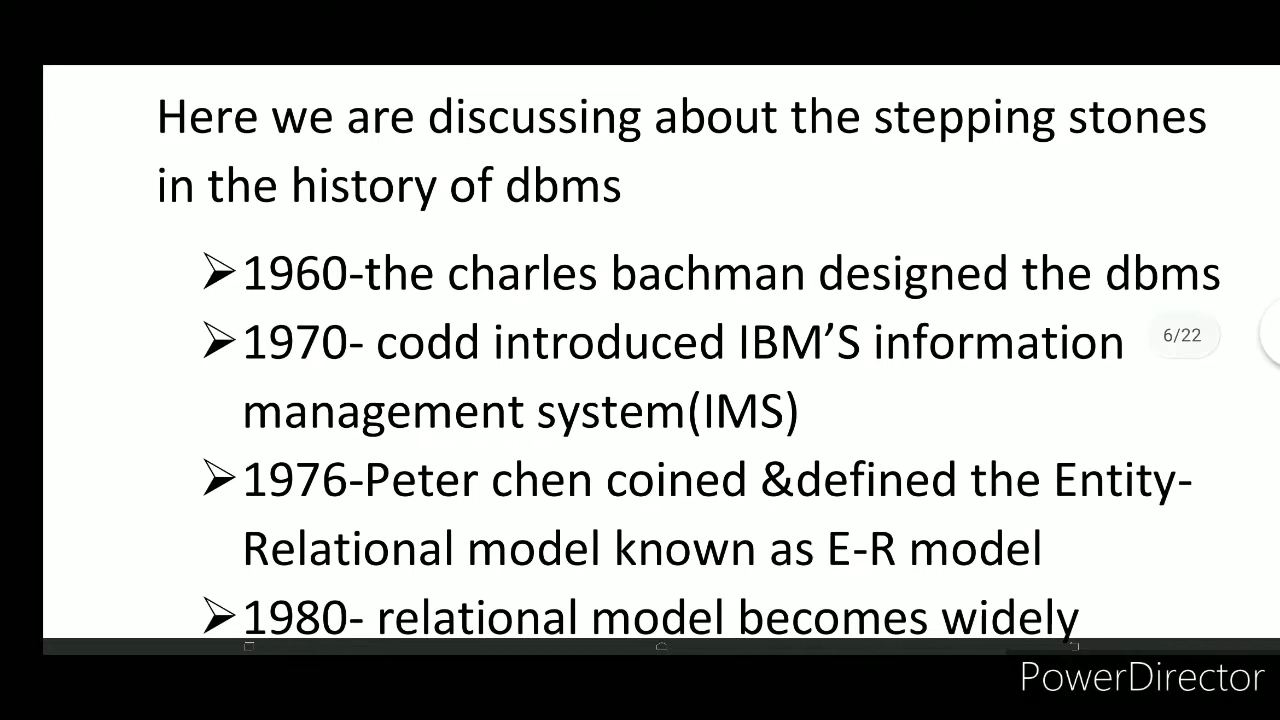 Here we are discussing about the stepping stones
in the history of dbms
➢1960-the charles bachman designed the dbms
➢1970- codd introduced IBM’S information
management system(IMS)
6/22
➢1976-Peter chen coined &defined the Entity-
Relational model known as E-R model
➢1980- relational model becomes widely
PowerDirector